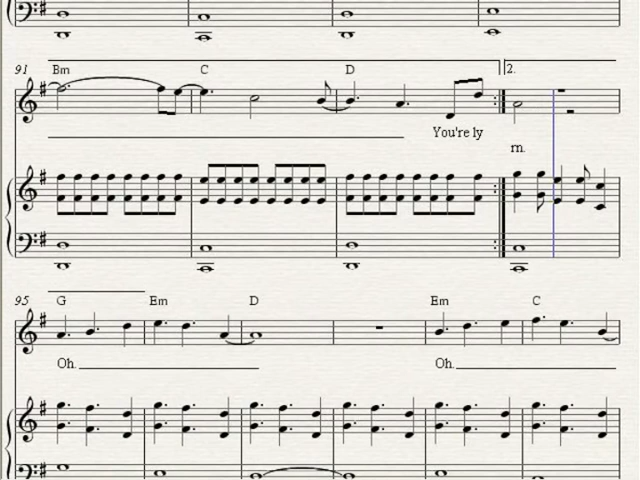 91 Bm C D 2.
You're ly
rn.
95 G Em D Em C
Oh. Oh.